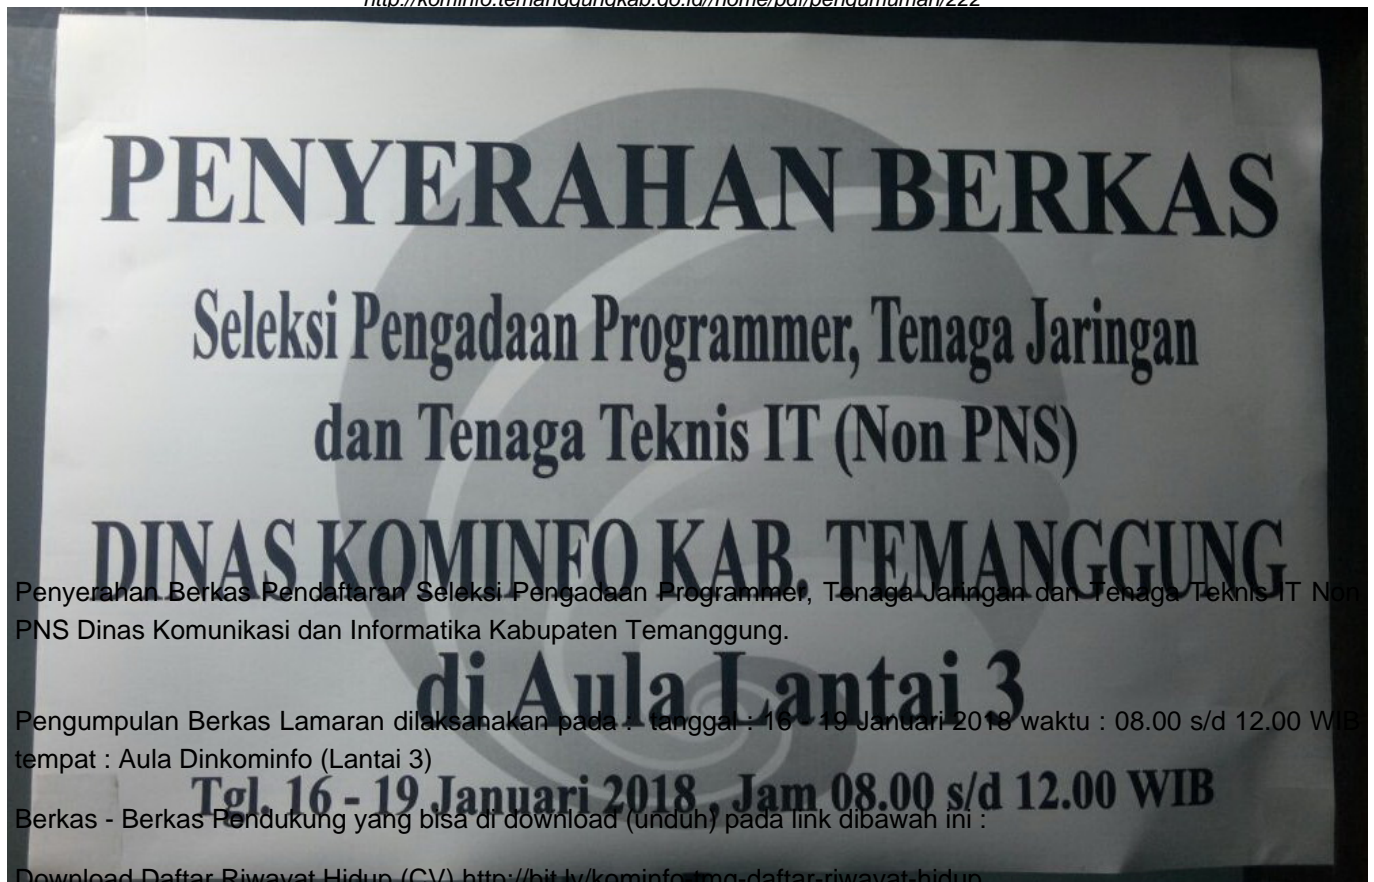 http://kominfo.temanggungkab.go.id//home/pdf/pengumuman/222
PENYERAHAN BERKAS
Seleksi Pengadaan Programmer, Tenaga Jaringan
dan Tenaga Teknis IT (Non PNS)
DINAS KOMINFO KAB. TEMANGGUNG
Penyerahan Berkas Pendaftaran Seleksi Pengadaan Programmer, Tenaga Jaringan dan Tenaga Teknis IT Non
PNS Dinas Komunikasi dan Informatika Kabupaten Temanggung.
di Aula Lantai 3
Pengumpulan Berkas Lamaran dilaksanakan pada : tanggal : 16 - 19 Januari 2018 waktu : 08.00 s/d 12.00 WIB
tempat : Aula Dinkominfo (Lantai 3)
Tgl. 16 - 19 Januari 2018 , Jam 08.00 s/d 12.00 WIB
Berkas - Berkas Pendukung yang bisa di download (unduh) pada link dibawah ini :
Download Daftar Riwayat Hidup (CV) http://bit.ly/kominfo-tmg-daftar-riwayat-hidup